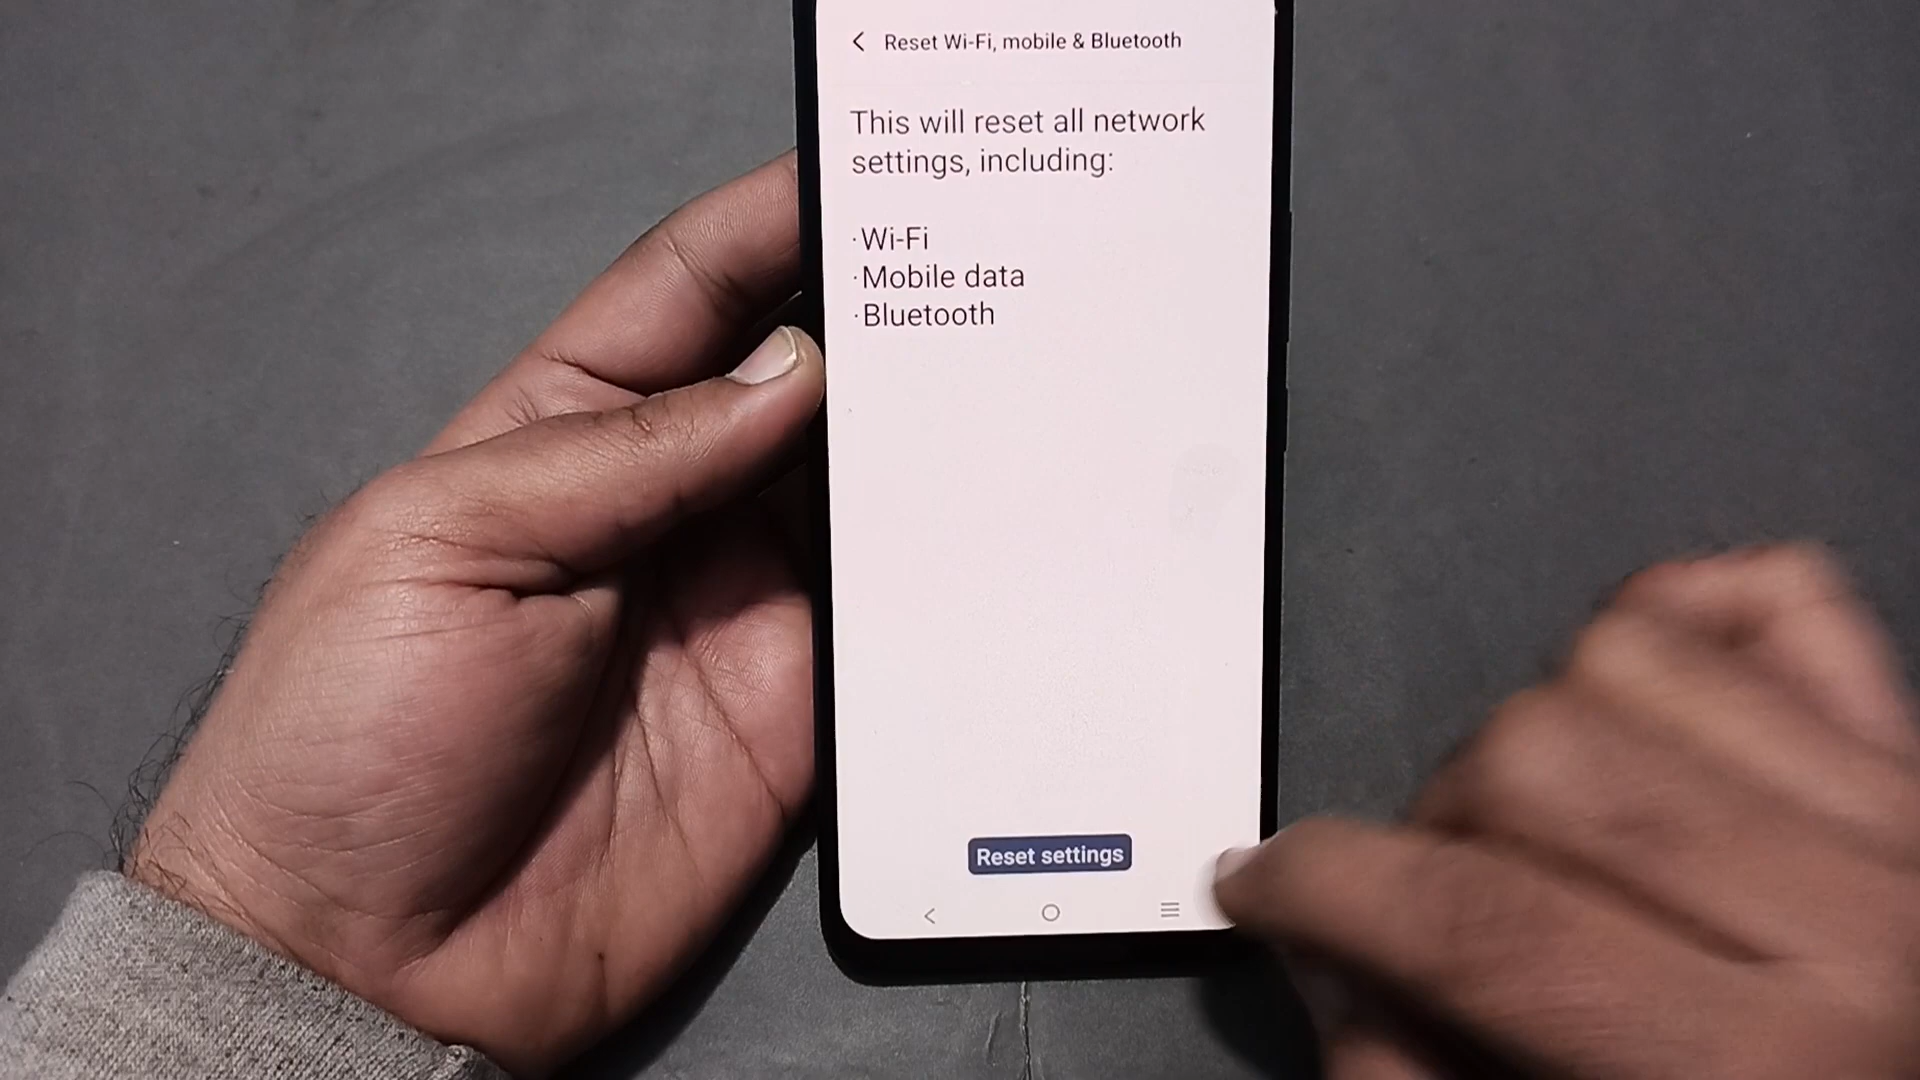 Reset Wi-Fi, mobile & Bluetooth
This will reset all network
settings, including:
·Wi-Fi
·Mobile data
·Bluetooth
Reset settings